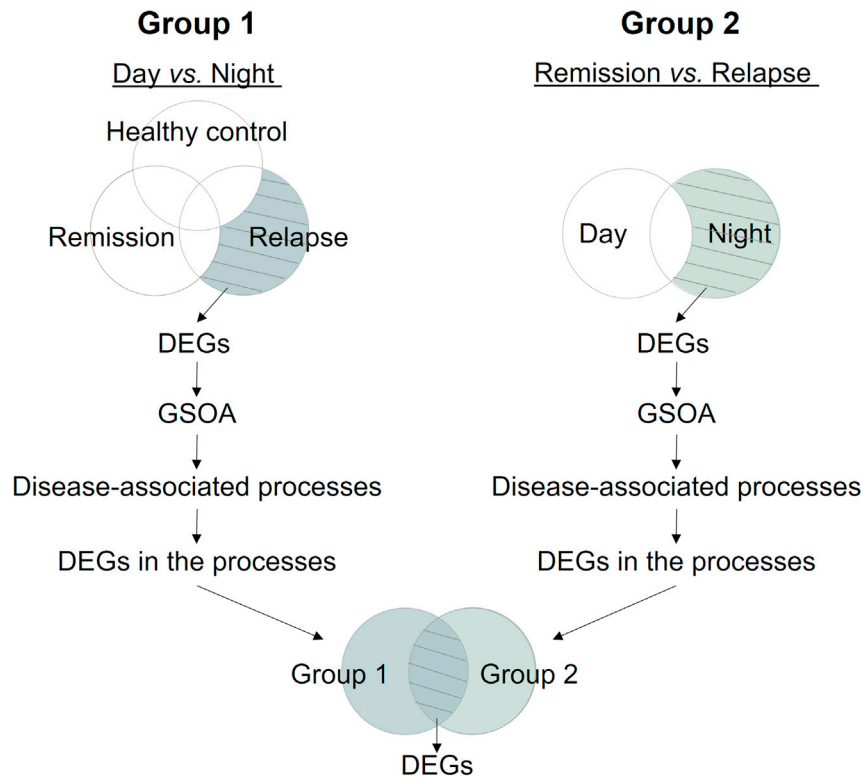 Group 1
Day vs. Night
Healthy control
Remission
Relapse
DEGs
GSOA
Disease-associated processes
DEGs in the processes
Group 2
Remission vs. Relapse
Day
Night
DEGs
GSOA
Disease-associated processes
DEGs in the processes
Group 1
Group 2
DEGs